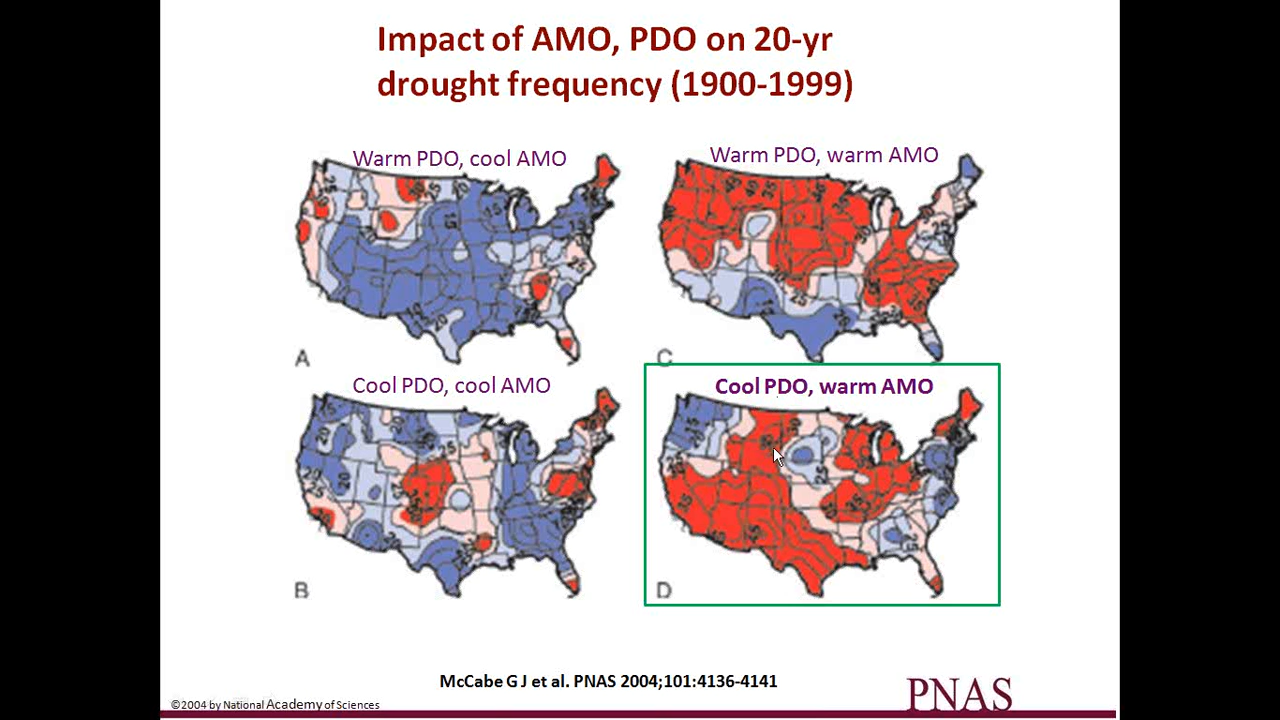 Impact of AMO, PDO on 20-yr
drought frequency (1900-1999)
Warm PDO, cool AMO
Warm PDO, warm AMO
A
C
Cool PDO, cool AMO
Cool PDO, warm AMO
B
D
McCabe G J et al. PNAS 2004;101:4136-4141
©2004 by National Academy of Sciences
PNAS